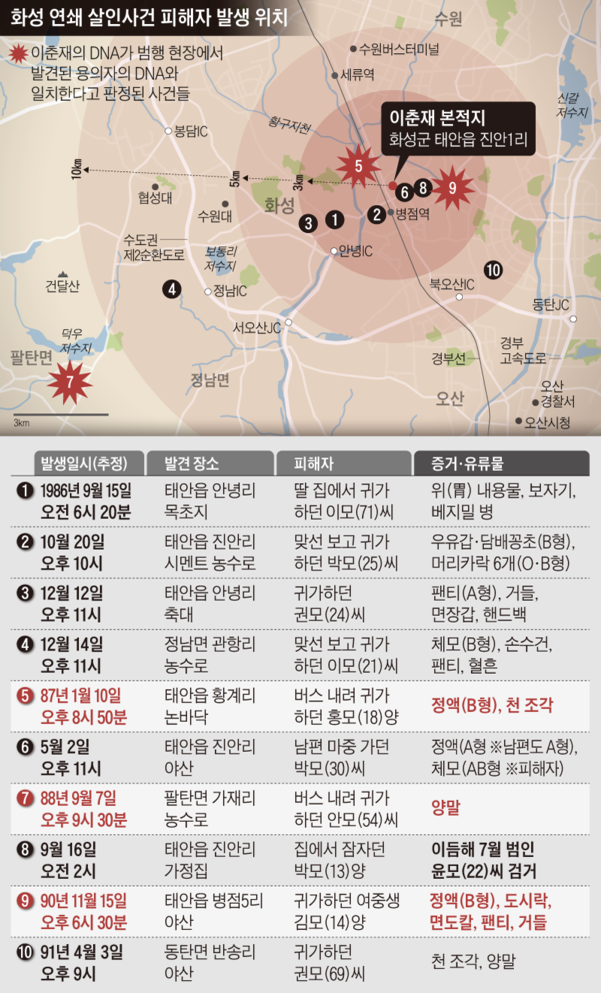 화성 연쇄 살인사건 피해자 발생 위치
이춘재의 DNA가 범행 현장에서
발견된 용의자의 DNA와
일치한다고 판정된 사건들
수원
수원버스터미널
세류역
신갈
저수지
황구지천
봉담IC
이춘재 본적지
화성군 태안읍 진안1리
10km
5km
3km
5
6
8
9
협성대
수원대
화성
3
1
2
병점역
수도권
제2순환도로
보통리
저수지
안녕IC
10
건달산
4
정남IC
북오산IC
동탄JC
덕우
저수지
서오산JC
팔탄면
7
정남면
경부선
경부
고속도로
오산
오산
경찰서
오산시청
3km
발생일시(추정) 발견 장소 피해자 증거·유류물
1 1986년 9월 15일 태안읍 안녕리 딸 집에서 귀가 위(胃) 내용물, 보자기,
오전 6시 20분 목초지 하던 이모(71)씨 베지밀 병
2 10월 20일 태안읍 진안리 맞선 보고 귀가 우유갑·담배꽁초(B형),
오후 10시 시멘트 농수로 하던 박모(25)씨 머리카락 6개(O·B형)
3 12월 12일 태안읍 안녕리 귀가하던 팬티(A형), 거들,
오후 11시 축대 권모(24)씨 면장갑, 핸드백
4 12월 14일 정남면 관항리 맞선 보고 귀가 체모(B형), 손수건,
오후 11시 농수로 하던 이모(21)씨 팬티, 혈흔
5 87년 1월 10일 태안읍 황계리 버스 내려 귀가 정액(B형), 천 조각
오후 8시 50분 논바닥 하던 홍모(18)양
6 5월 2일 태안읍 진안리 남편 마중 가던 정액(A형 ※남편도 A형),
오후 11시 야산 박모(30)씨 체모(AB형 ※피해자)
7 88년 9월 7일 팔탄면 가재리 버스 내려 귀가 양말
오후 9시 30분 농수로 하던 안모(54)씨
8 9월 16일 태안읍 진안리 집에서 잠자던 이듬해 7월 범인
오전 2시 가정집 박모(13)양 윤모(22)씨 검거
9 90년 11월 15일 태안읍 병점5리 귀가하던 여중생 정액(B형), 도시락,
오후 6시 30분 야산 김모(14)양 면도칼, 팬티, 거들
10 91년 4월 3일 동탄면 반송리 귀가하던 천 조각, 양말
오후 9시 야산 권모(69)씨